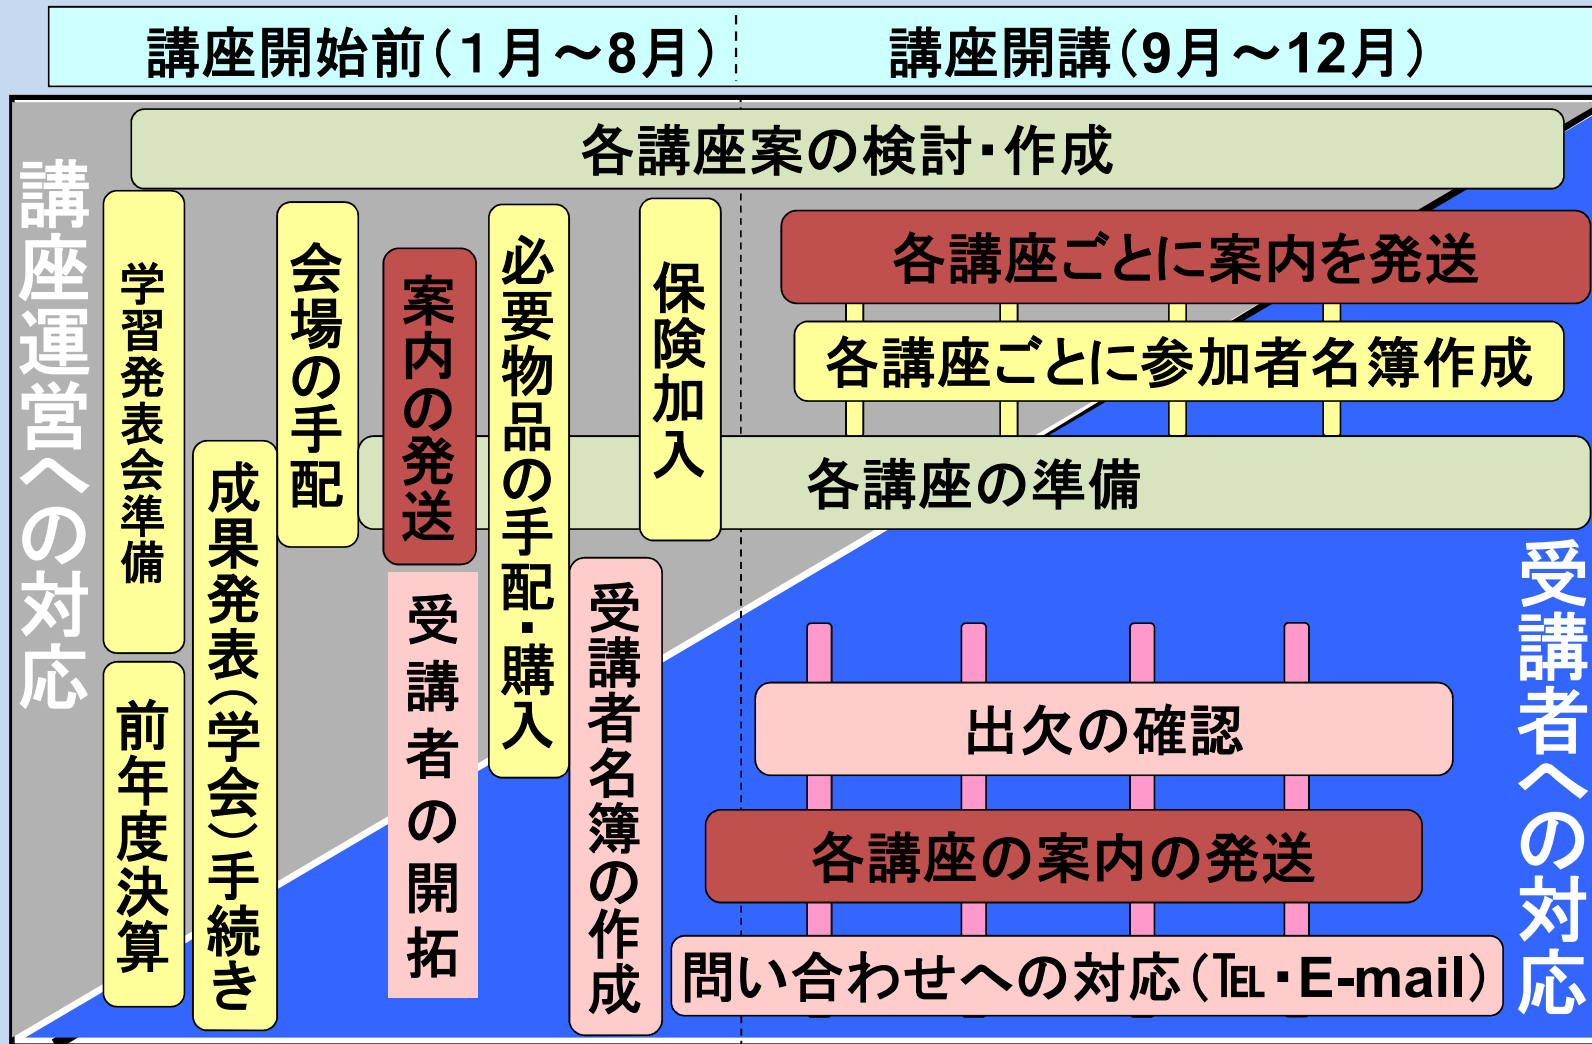 講座開始前(１月～8月)
講座開講(9月～12月)
各講座案の検討・作成
講座運営への対応
学習発表会準備
前年度決算
成果発表(学会)手続き
会場の手配
案内の発送
受講者の開拓
必要物品の手配・購入
受講者名簿の作成
保険加入
各講座ごとに案内を発送
各講座ごとに参加者名簿作成
各講座の準備
出欠の確認
各講座の案内の発送
問い合わせへの対応(℡・E-mail)
受講者への対応